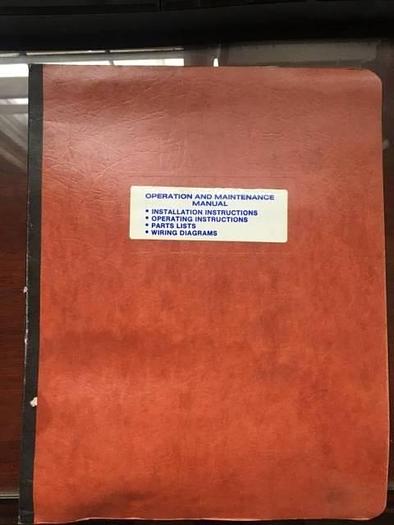 OPERATION AND MAINTENANCE
MANUAL
• INSTALLATION INSTRUCTIONS
• OPERATING INSTRUCTIONS
• PARTS LISTS
• WIRING DIAGRAMS